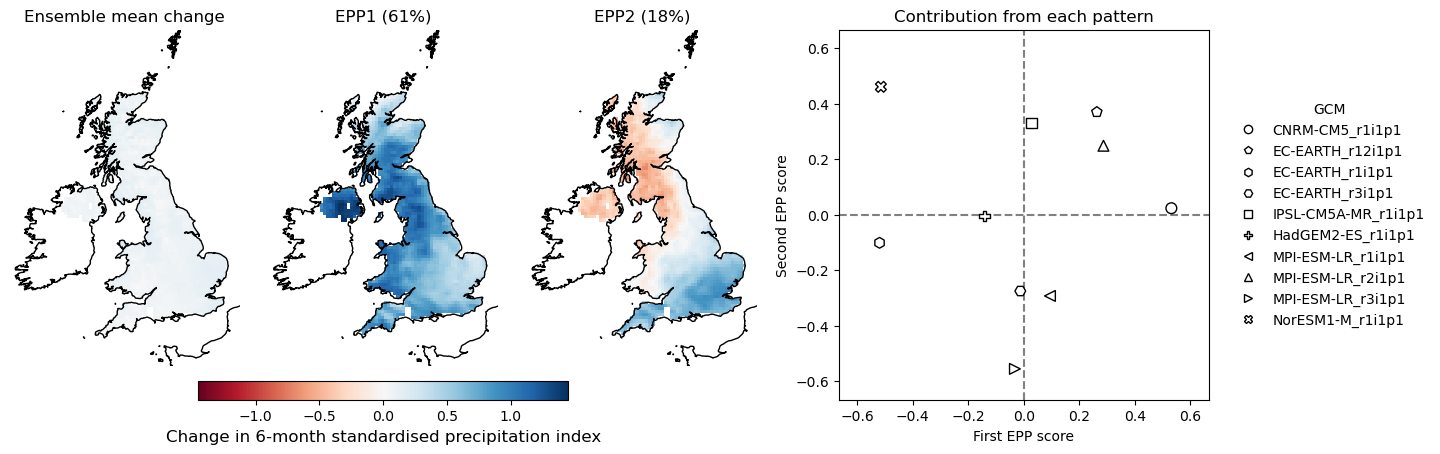 Ensemble mean change
EPP1 (61%)
EPP2 (18%)
Contribution from each pattern
−1.0 −0.5 0.0 0.5 1.0
Change in 6-month standardised precipitation index
Second EPP score
0.6
0.4
0.2
0.0
−0.2
−0.4
−0.6
−0.6 −0.4 −0.2 0.0 0.2 0.4 0.6
First EPP score
GCM
CNRM-CM5_r1i1p1
EC-EARTH_r12i1p1
EC-EARTH_r1i1p1
EC-EARTH_r3i1p1
IPSL-CM5A-MR_r1i1p1
HadGEM2-ES_r1i1p1
MPI-ESM-LR_r1i1p1
MPI-ESM-LR_r2i1p1
MPI-ESM-LR_r3i1p1
NorESM1-M_r1i1p1